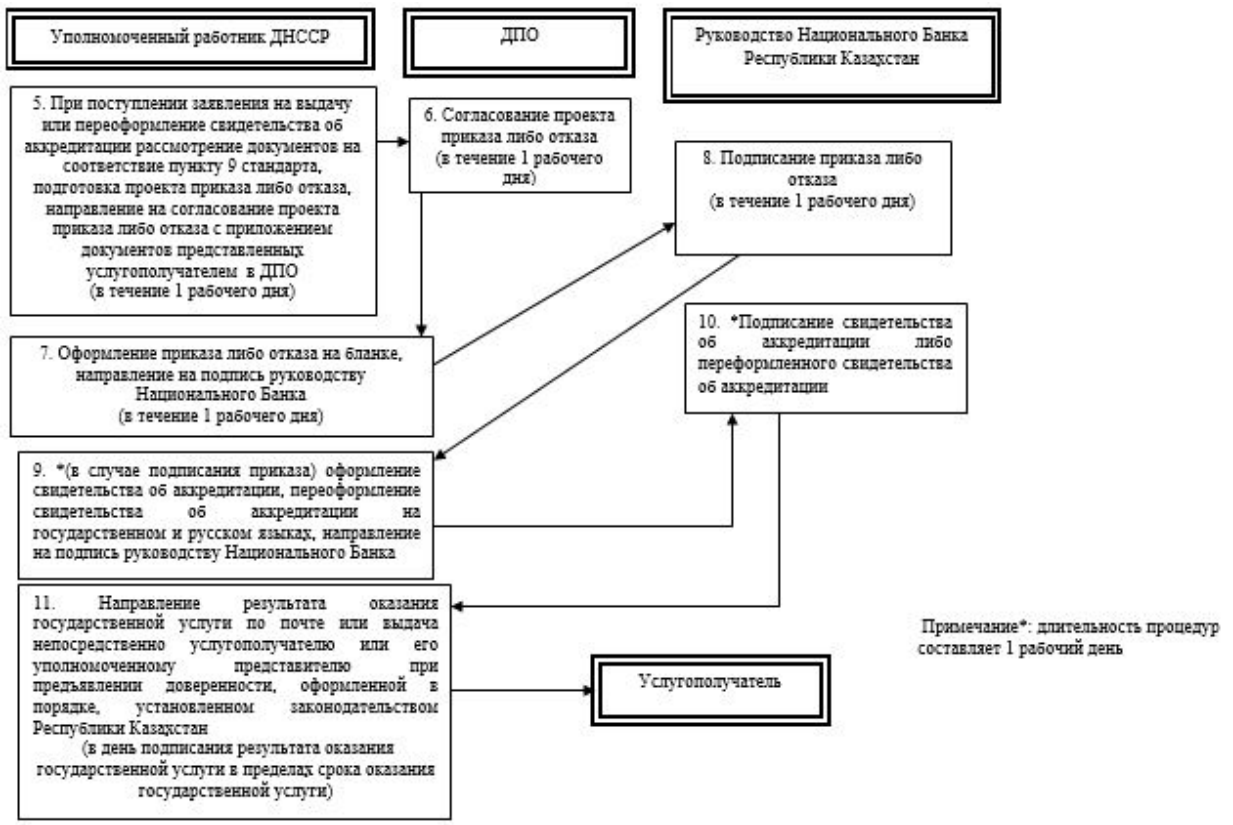 Уполномоченный работник ДНССР
ДПО
Руководство Национального Банка
Республики Казахстан
5. При поступлении заявления на выдачу
или переоформление свидетельства об
аккредитации рассмотрение документов на
соответствие пункту 9 стандарта,
подготовка проекта приказа либо отказа,
направление на согласование проекта
приказа либо отказа с приложением
документов представленных
услугополучателем в ДПО
(в течение 1 рабочего дня)
6. Согласование проекта
приказа либо отказа
(в течение 1 рабочего
дня)
7. Оформление приказа либо отказа на бланке,
направление на подпись руководству
Национального Банка
(в течение 1 рабочего дня)
8. Подписание приказа либо
отказа
(в течение 1 рабочего дня)
9. *(в случае подписания приказа) оформление
свидетельства об аккредитации, переоформление
свидетельства об аккредитации на
государственном и русском языках, направление
на подпись руководству Национального Банка
10. *Подписание свидетельства
об аккредитации либо
переформленного свидетельства
об аккредитации
11. Направление результата оказания
государственной услуги по почте или выдача
непосредственно услугополучателю или его
уполномоченному представителю при
предъявлении доверенности, оформленной в
порядке, установленном законодательством
Республики Казахстан
(в день подписания результата оказания
государственной услуги в пределах срока оказания
государственной услуги)
Услугополучатель
Примечание*: длительность процедур
составляет 1 рабочий день